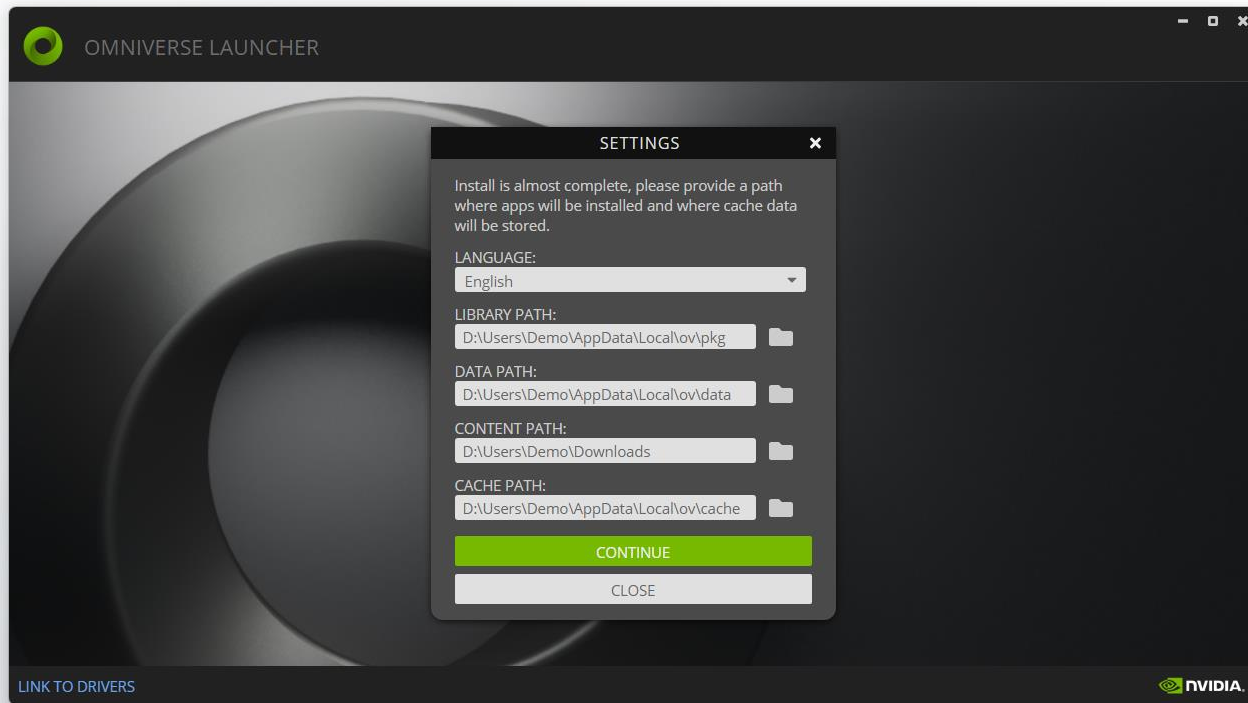 OMNIVERSE LAUNCHER
SETTINGS
Install is almost complete, please provide a path
where apps will be installed and where cache data
will be stored.
LANGUAGE:
English
LIBRARY PATH:
D:\Users\Demo\AppData\Local\ov\pkg
DATA PATH:
D:\Users\Demo\AppData\Local\ov\data
CONTENT PATH:
D:\Users\Demo\Downloads
CACHE PATH:
D:\Users\Demo\AppData\Local\ov\cache
CONTINUE
CLOSE
LINK TO DRIVERS
NVIDIA.